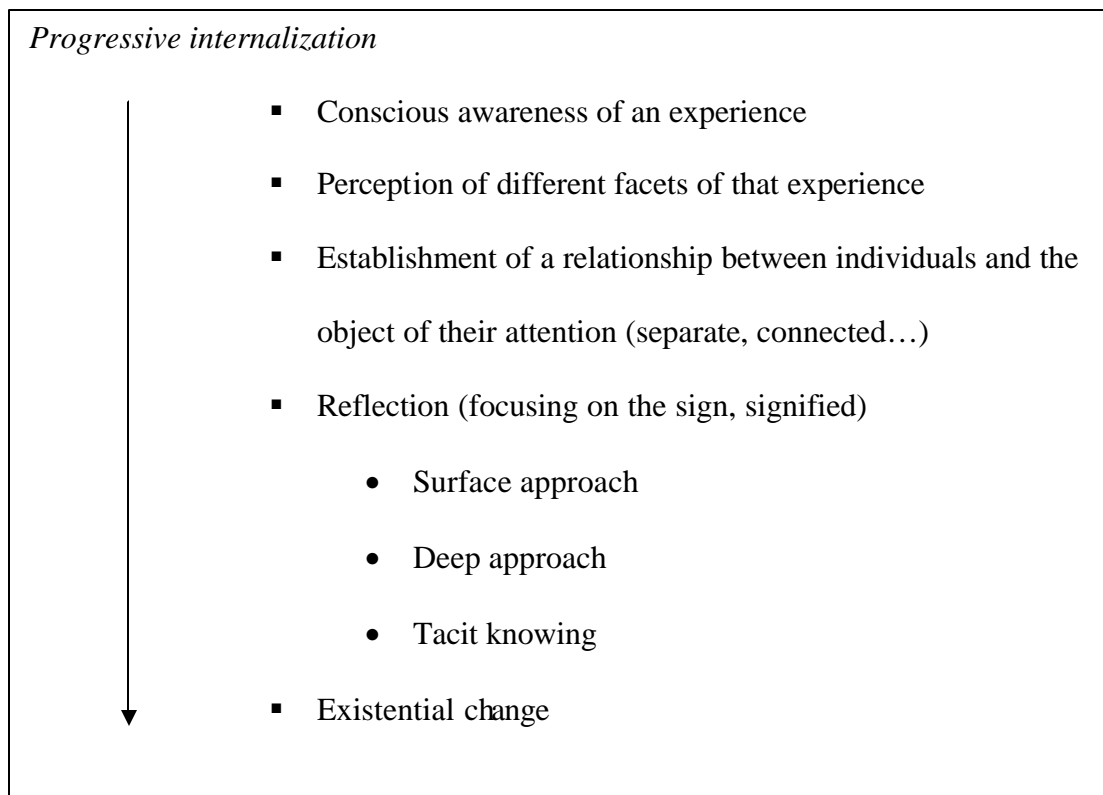 Progressive internalization
▪ Conscious awareness of an experience
▪ Perception of different facets of that experience
▪ Establishment of a relationship between individuals and the
object of their attention (separate, connected…)
▪ Reflection (focusing on the sign, signified)
• Surface approach
• Deep approach
• Tacit knowing
▪ Existential change